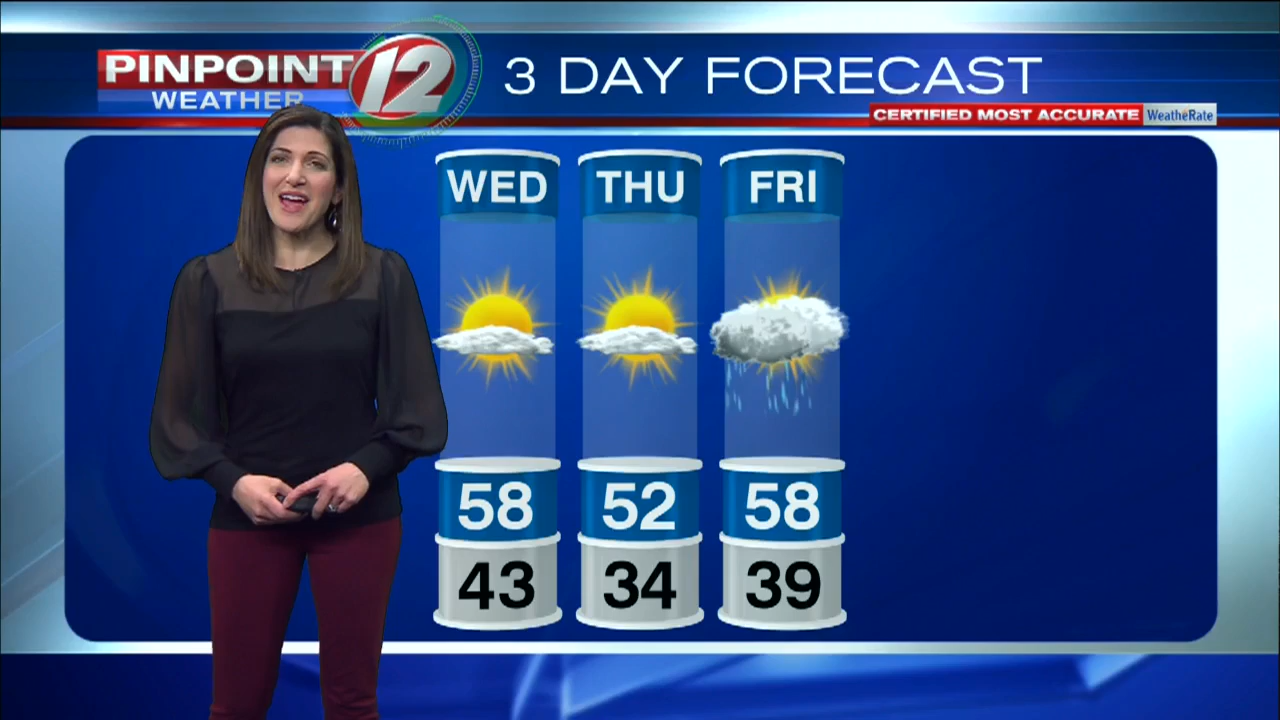 PINPOINT 12
WEATHER
3 DAY FORECAST
CERTIFIED MOST ACCURATE WeatheRate
WED THU FRI
58 52 58
43 34 39